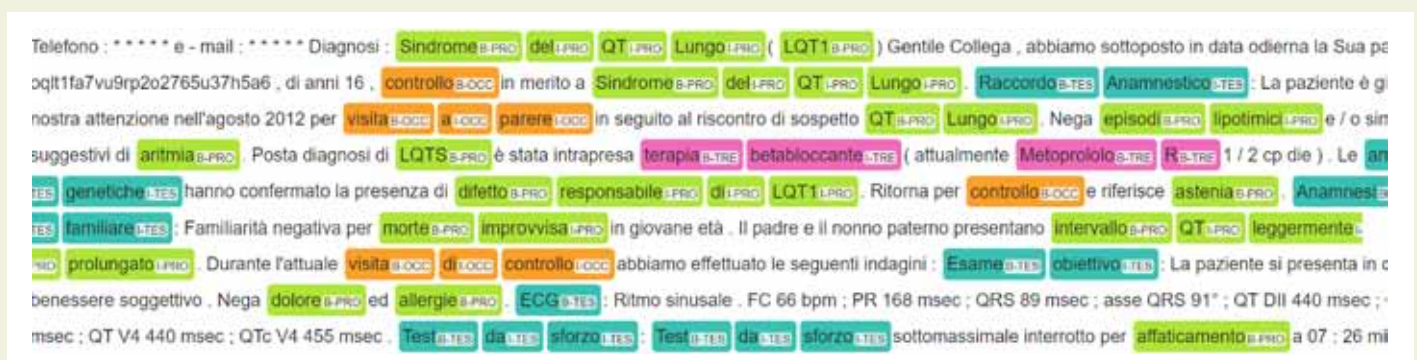 Telefono : * * * * * e - mail : * * * * * Diagnosi : Sindrome B-PRO del I-PRO QT I-PRO Lungo I-PRO ( LQT1 B-PRO ) Gentile Collega , abbiamo sottoposto in data odierna la Sua pa
oqlt1fa7vu9rp2o2765u37h5a6 , di anni 16 , controllo B-OCC in merito a Sindrome B-PRO del I-PRO QT I-PRO Lungo I-PRO . Raccordo B-TES Anamnestico I-TES : La paziente è gi
nostra attenzione nell'agosto 2012 per visita B-OCC a I-OCC parere I-OCC in seguito al riscontro di sospetto QT B-PRO Lungo I-PRO . Nega episodi B-PRO lipotimici I-PRO e / o sin
suggestivi di aritmia B-PRO . Posta diagnosi di LQTS B-PRO è stata intrapresa terapia B-TRE betabloccante I-TRE ( attualmente Metoprololo B-TRE R B-TRE 1 / 2 cp die ) . Le an
TES genetiche I-TES hanno confermato la presenza di difetto B-PRO responsabile I-PRO di I-PRO LQT1 I-PRO . Ritorna per controllo B-OCC e riferisce astenia B-PRO . Anamnesi B
TES familiare I-TES : Familiarità negativa per morte B-PRO improvvisa I-PRO in giovane età . Il padre e il nonno paterno presentano intervallo B-PRO QT I-PRO leggermente I-
PRO prolungato I-PRO . Durante l'attuale visita B-OCC di I-OCC controllo I-OCC abbiamo effettuato le seguenti indagini : Esame B-TES obiettivo I-TES : La paziente si presenta in c
benessere soggettivo . Nega dolore B-PRO ed allergie B-PRO . ECG B-TES : Ritmo sinusale . FC 66 bpm ; PR 168 msec ; QRS 89 msec ; asse QRS 91° ; QT DII 440 msec ;
msec ; QT V4 440 msec ; QTc V4 455 msec . Test B-TES da I-TES sforzo I-TES : Test B-TES da I-TES sforzo I-TES sottomassimale interrotto per affaticamento B-PRO a 07 : 26 mi